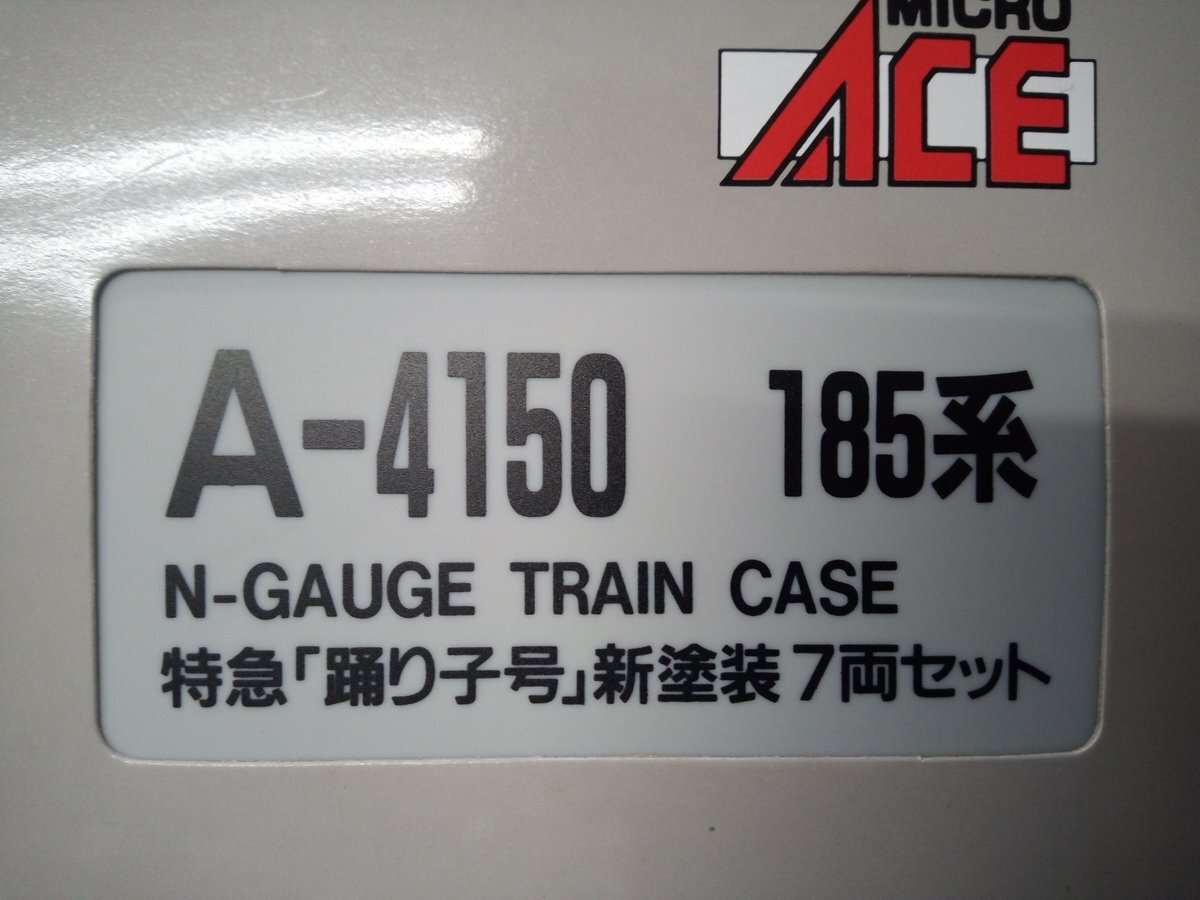 MICRO
ACE
A-4150 185系
N-GAUGE TRAIN CASE
特急「踊り子号」新塗装7両セット